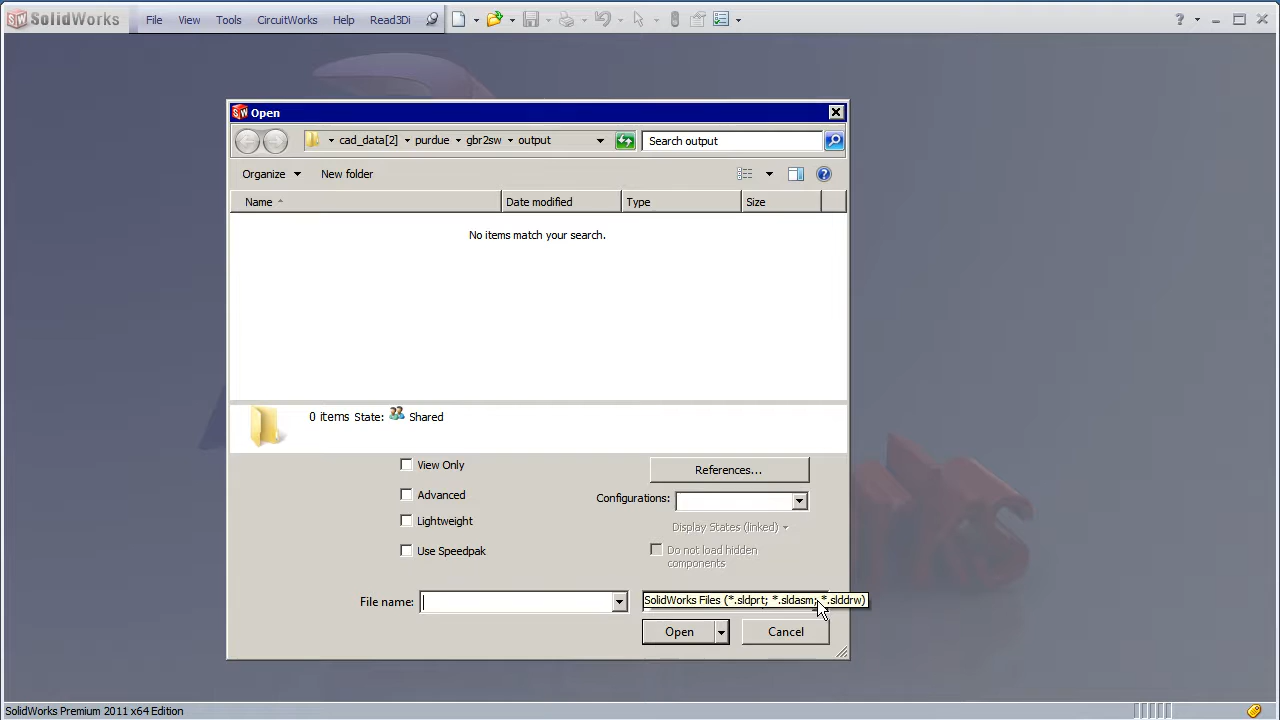 SW SolidWorks File View Tools CircuitWorks Help Read3Di ?
SW Open
cad_data[2] purdue gbr2sw output Search output
Organize New folder ?
Name Date modified Type Size
No items match your search.
0 items State: Shared
View Only References...
Advanced Configurations:
Lightweight Display States (linked)
Use Speedpak Do not load hidden
components
File name: SolidWorks Files (*.sldprt; *.sldasm; *.slddrw)
Open Cancel
SolidWorks Premium 2011 x64 Edition